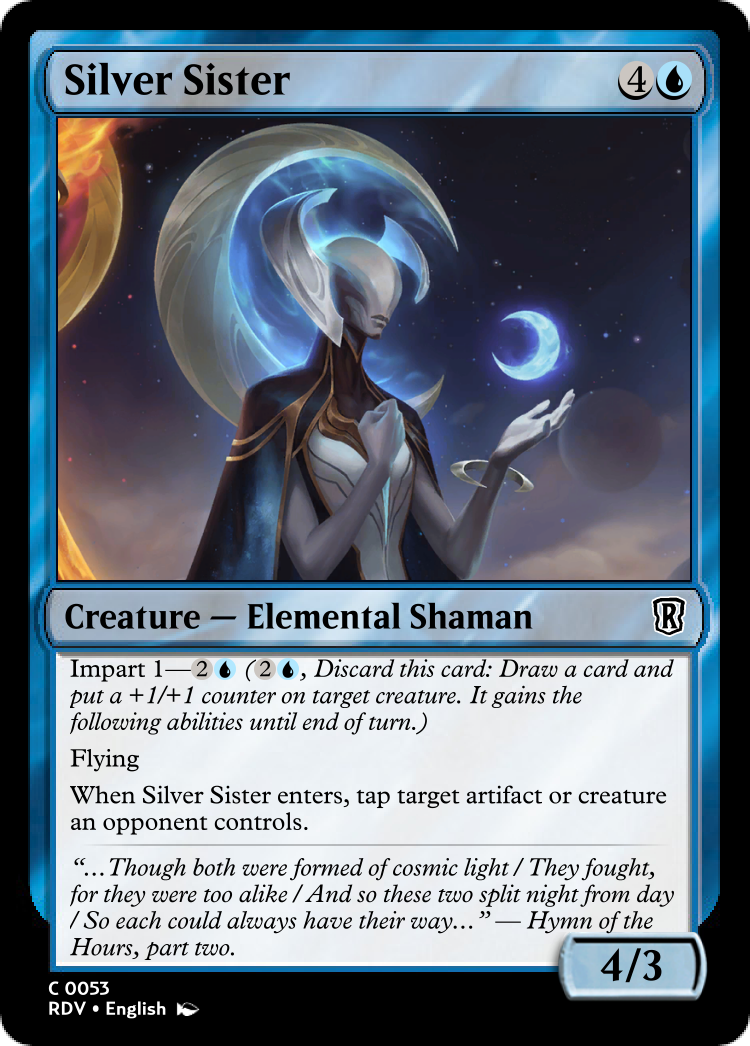 Silver Sister 4
Creature — Elemental Shaman R
Impart 1—2 (2, Discard this card: Draw a card and
put a +1/+1 counter on target creature. It gains the
following abilities until end of turn.)
Flying
When Silver Sister enters, tap target artifact or creature
an opponent controls.
“…Though both were formed of cosmic light / They fought,
for they were too alike / And so these two split night from day
/ So each could always have their way…” — Hymn of the
Hours, part two.
4/3
C 0053
RDV • English